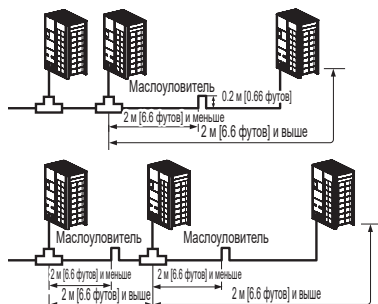 Маслоуловитель
0.2 м [0.66 футов]
2 м [6.6 футов] и меньше
2 м [6.6 футов] и выше
Маслоуловитель Маслоуловитель
2 м [6.6 футов] и меньше 2 м [6.6 футов] и меньше
2 м [6.6 футов] и выше 2 м [6.6 футов] и выше